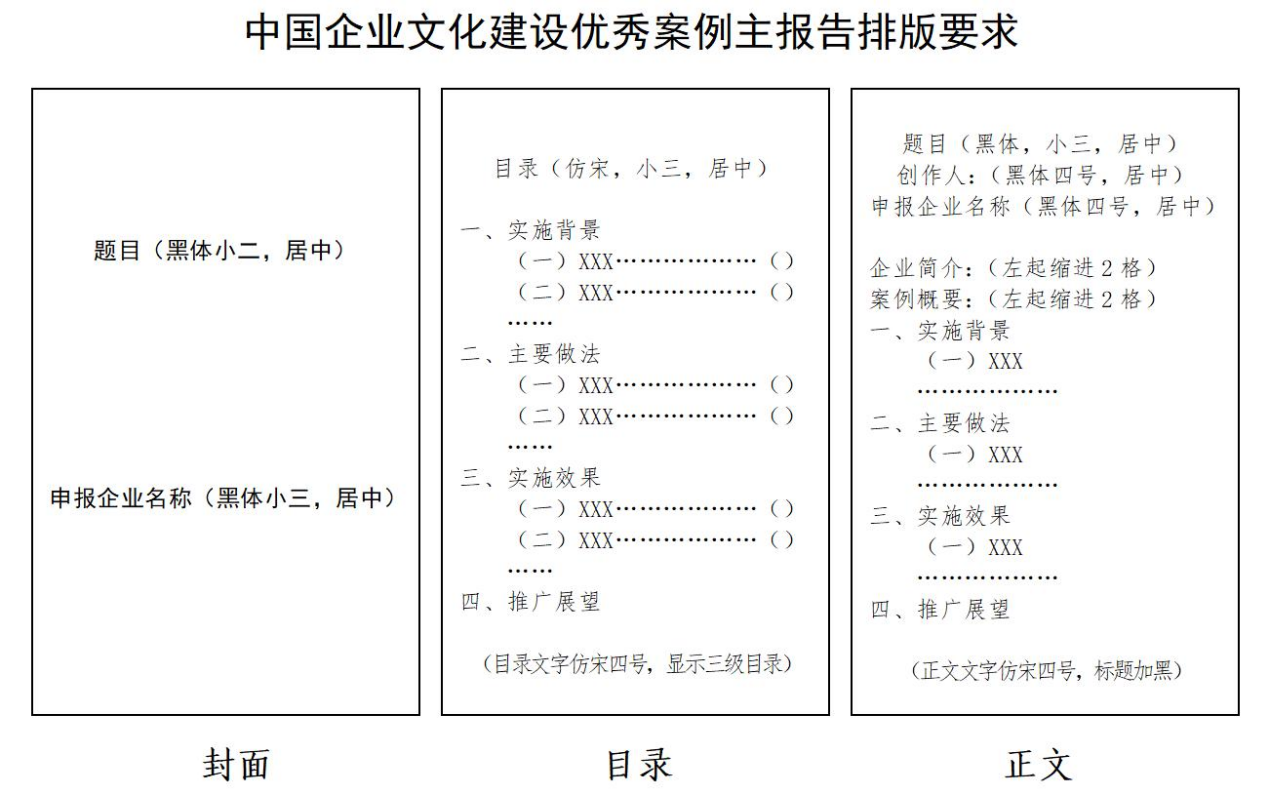 中国企业文化建设优秀案例主报告排版要求
题目（黑体小二，居中）
申报企业名称（黑体小三，居中）
封面
目录（仿宋，小三，居中）
一、实施背景
（一）XXX………………（）
（二）XXX………………（）
……
二、主要做法
（一）XXX………………（）
（二）XXX………………（）
……
三、实施效果
（一）XXX………………（）
（二）XXX………………（）
……
四、推广展望
（目录文字仿宋四号，显示三级目录）
目录
题目（黑体，小三，居中）
创作人：（黑体四号，居中）
申报企业名称（黑体四号，居中）
企业简介：（左起缩进2格）
案例概要：（左起缩进2格）
一、实施背景
（一）XXX
………………
二、主要做法
（一）XXX
………………
三、实施效果
（一）XXX
………………
四、推广展望
（正文文字仿宋四号，标题加黑）
正文